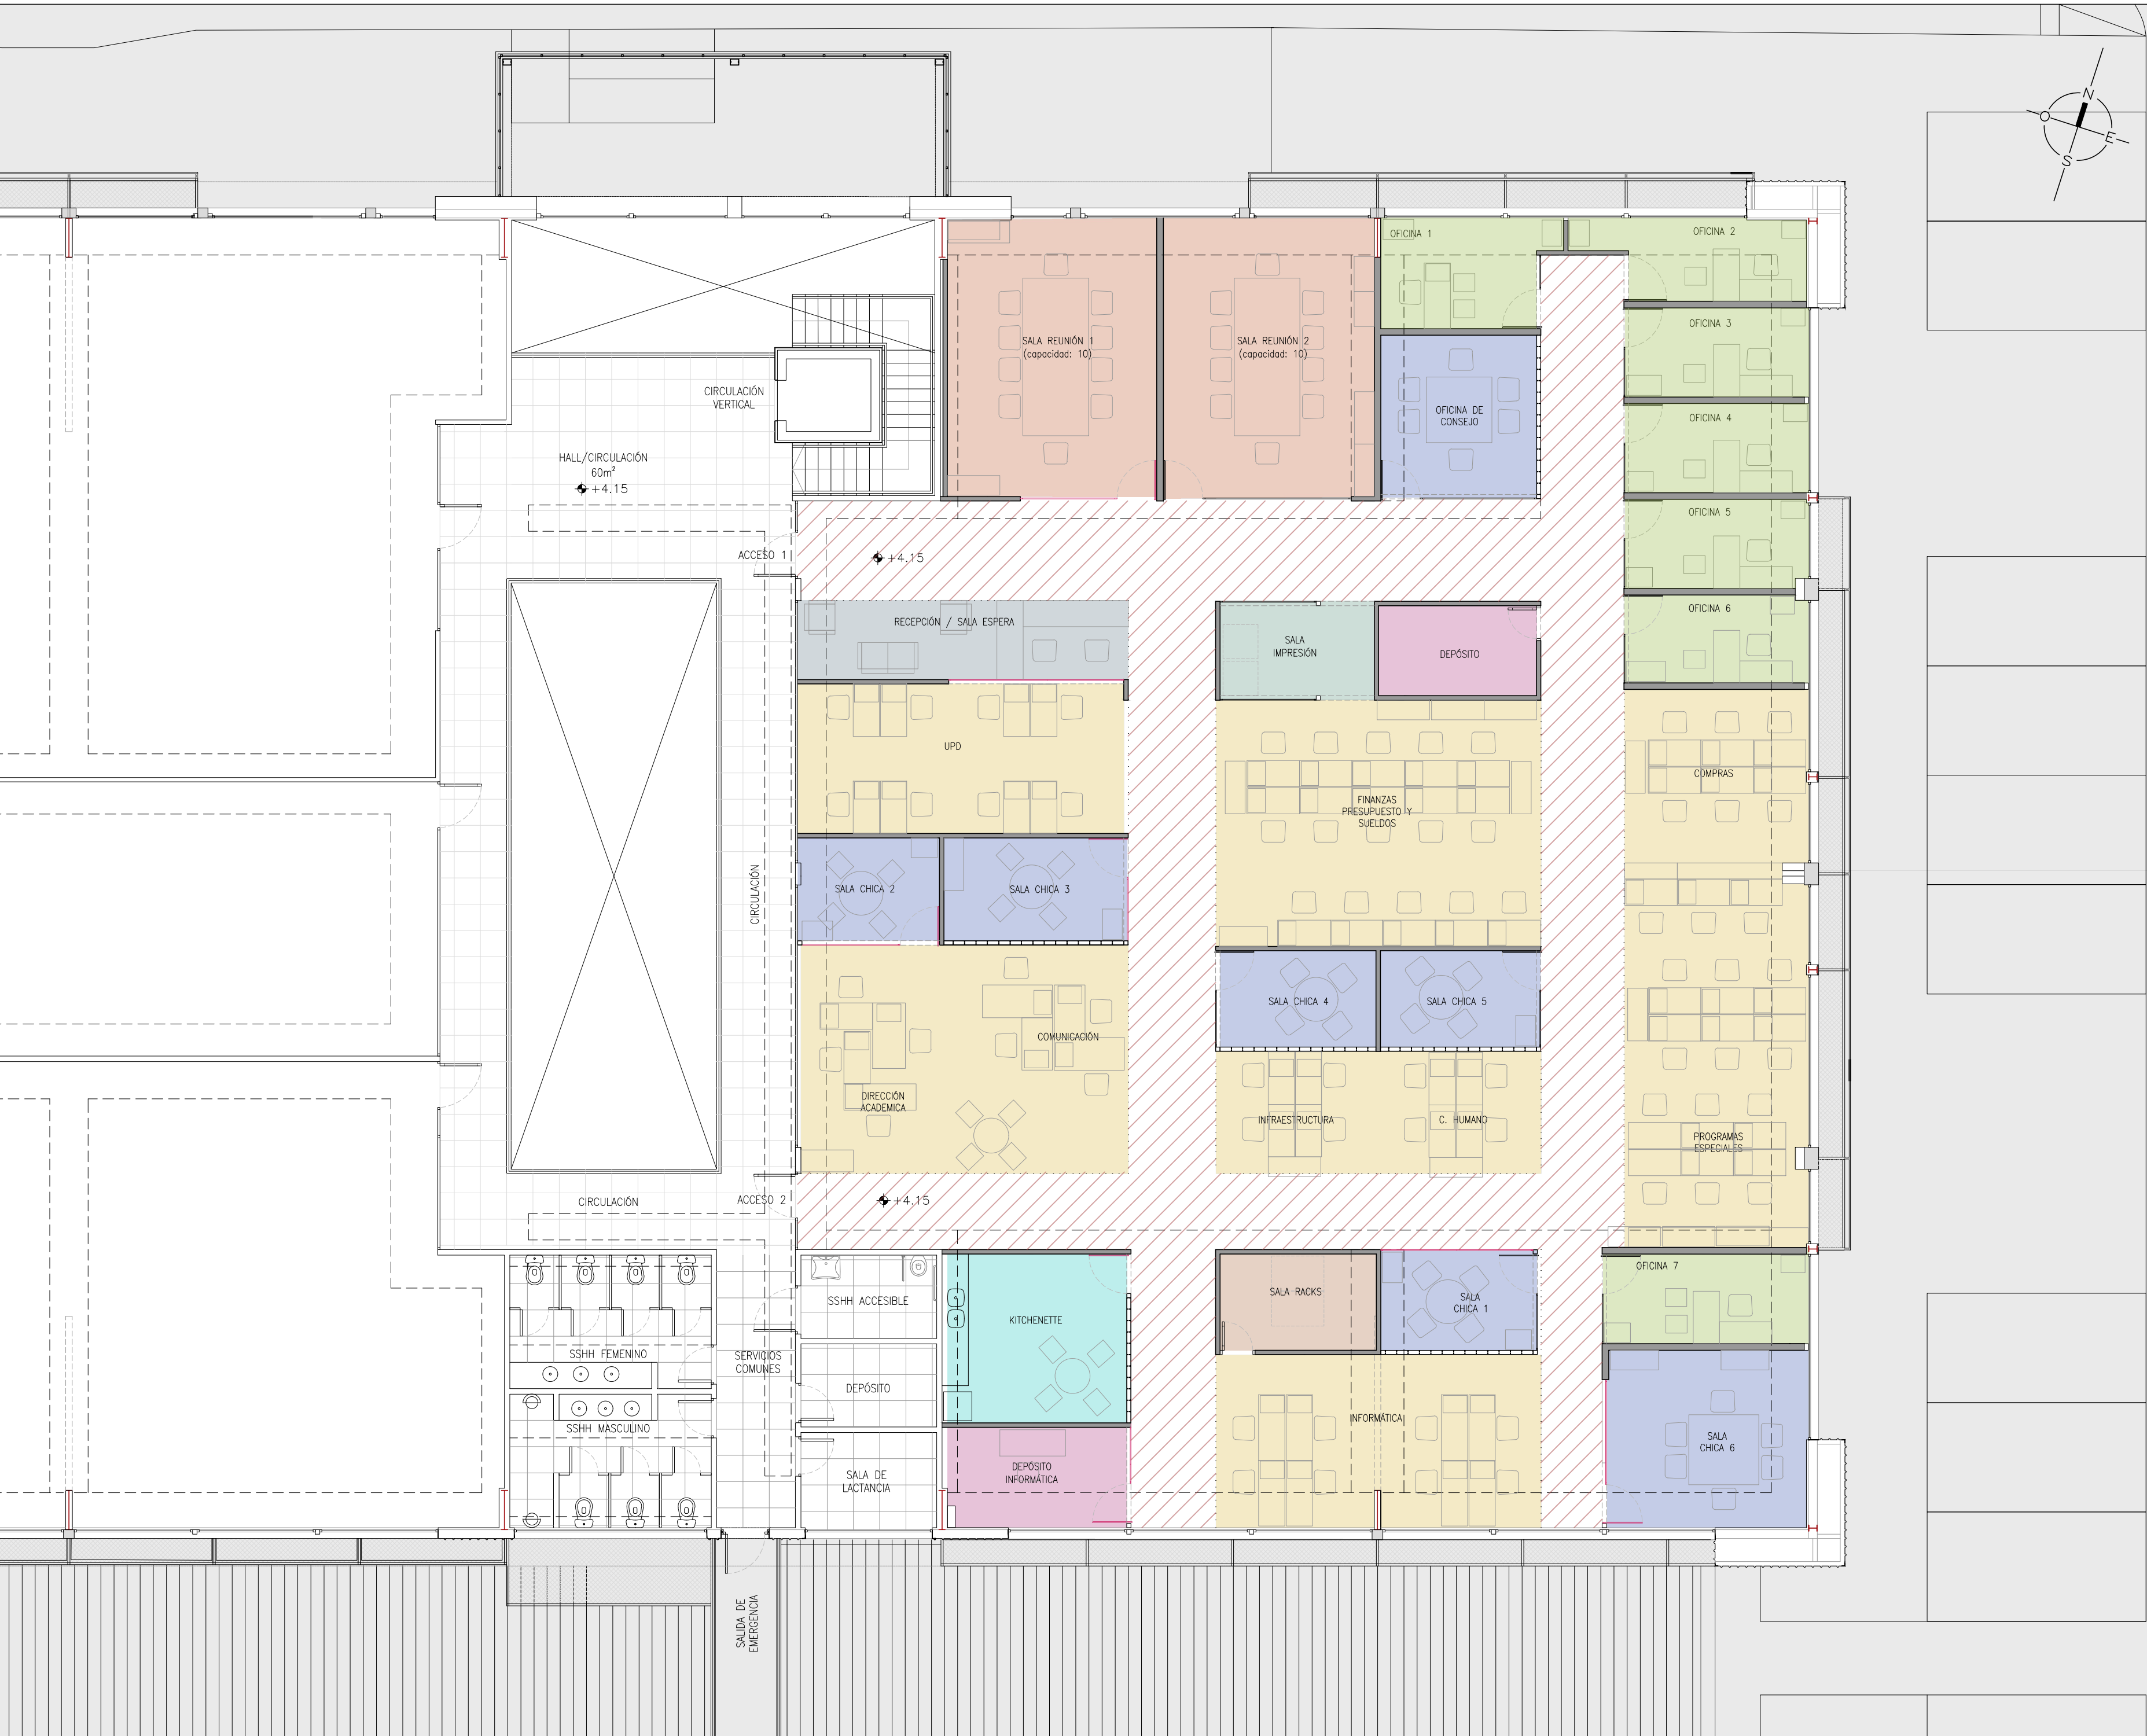 N
O
E
S
OFICINA 1
OFICINA 2
OFICINA 3
SALA REUNIÓN 1
(capacidad: 10)
SALA REUNIÓN 2
(capacidad: 10)
CIRCULACIÓN
VERTICAL
OFICINA DE
CONSEJO
OFICINA 4
HALL/CIRCULACIÓN
60m²
+4.15
OFICINA 5
ACCESO 1
+4.15
RECEPCIÓN / SALA ESPERA
SALA
IMPRESIÓN
DEPÓSITO
OFICINA 6
UPD
COMPRAS
FINANZAS
PRESUPUESTO Y
SUELDOS
CIRCULACIÓN
SALA CHICA 2
SALA CHICA 3
SALA CHICA 4
SALA CHICA 5
COMUNICACIÓN
DIRECCIÓN
ACADEMICA
INFRAESTRUCTURA
C. HUMANO
PROGRAMAS
ESPECIALES
CIRCULACIÓN
ACCESO 2
+4.15
OFICINA 7
SSHH ACCESIBLE
KITCHENETTE
SALA RACKS
SALA
CHICA 1
SSHH FEMENINO
SERVICIOS
COMUNES
DEPÓSITO
SSHH MASCULINO
INFORMÁTICA
SALA
CHICA 6
SALA DE
LACTANCIA
DEPÓSITO
INFORMÁTICA
SALIDA DE
EMERGENCIA